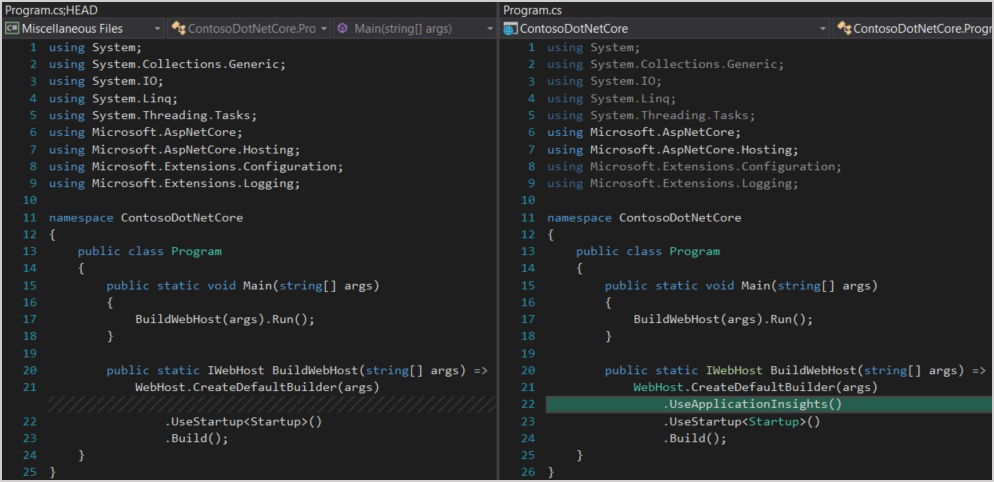 Program.cs;HEAD
Miscellaneous Files ContosoDotNetCore.Pro Main(string[] args)
1 using System;
2 using System.Collections.Generic;
3 using System.IO;
4 using System.Linq;
5 using System.Threading.Tasks;
6 using Microsoft.AspNetCore;
7 using Microsoft.AspNetCore.Hosting;
8 using Microsoft.Extensions.Configuration;
9 using Microsoft.Extensions.Logging;
10
11 namespace ContosoDotNetCore
12 {
13     public class Program
14     {
15         public static void Main(string[] args)
16         {
17             BuildWebHost(args).Run();
18         }
19
20         public static IWebHost BuildWebHost(string[] args) =>
21             WebHost.CreateDefaultBuilder(args)
22                 .UseStartup<Startup>()
23                 .Build();
24     }
25 }
Program.cs
ContosoDotNetCore ContosoDotNetCore.Progr
1 using System;
2 using System.Collections.Generic;
3 using System.IO;
4 using System.Linq;
5 using System.Threading.Tasks;
6 using Microsoft.AspNetCore;
7 using Microsoft.AspNetCore.Hosting;
8 using Microsoft.Extensions.Configuration;
9 using Microsoft.Extensions.Logging;
10
11 namespace ContosoDotNetCore
12 {
13     public class Program
14     {
15         public static void Main(string[] args)
16         {
17             BuildWebHost(args).Run();
18         }
19
20         public static IWebHost BuildWebHost(string[] args) =>
21             WebHost.CreateDefaultBuilder(args)
22                 .UseApplicationInsights()
23                 .UseStartup<Startup>()
24                 .Build();
25     }
26 }